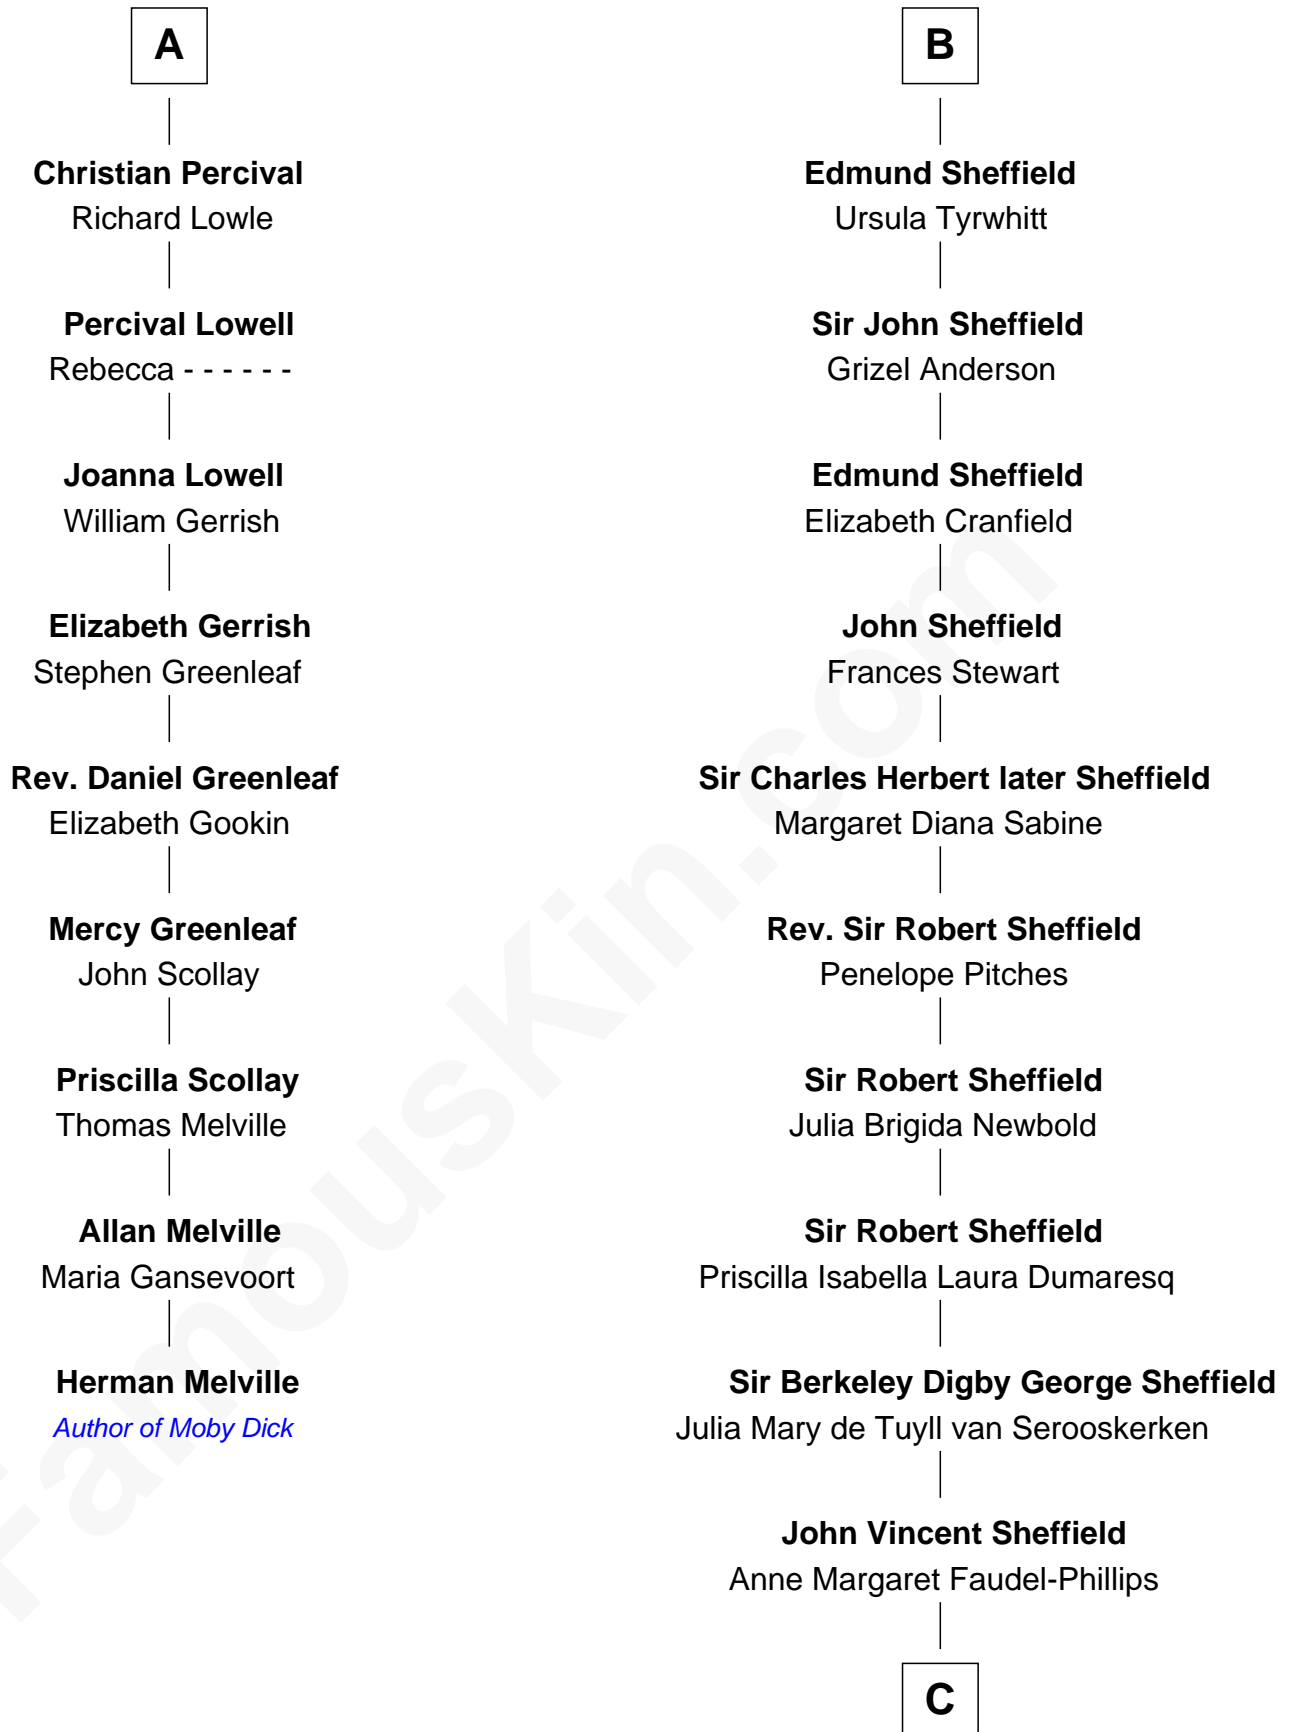 A
Christian Percival
Richard Lowle
Percival Lowell
Rebecca - - - - - -
Joanna Lowell
William Gerrish
Elizabeth Gerrish
Stephen Greenleaf
Rev. Daniel Greenleaf
Elizabeth Gookin
Mercy Greenleaf
John Scollay
Priscilla Scollay
Thomas Melville
Allan Melville
Maria Gansevoort
Herman Melville
Author of Moby Dick
B
Edmund Sheffield
Ursula Tyrwhitt
Sir John Sheffield
Grizel Anderson
Edmund Sheffield
Elizabeth Cranfield
John Sheffield
Frances Stewart
Sir Charles Herbert later Sheffield
Margaret Diana Sabine
Rev. Sir Robert Sheffield
Penelope Pitches
Sir Robert Sheffield
Julia Brigida Newbold
Sir Robert Sheffield
Priscilla Isabella Laura Dumaresq
Sir Berkeley Digby George Sheffield
Julia Mary de Tuyll van Serooskerken
John Vincent Sheffield
Anne Margaret Faudel-Phillips
C
FamousKin.com